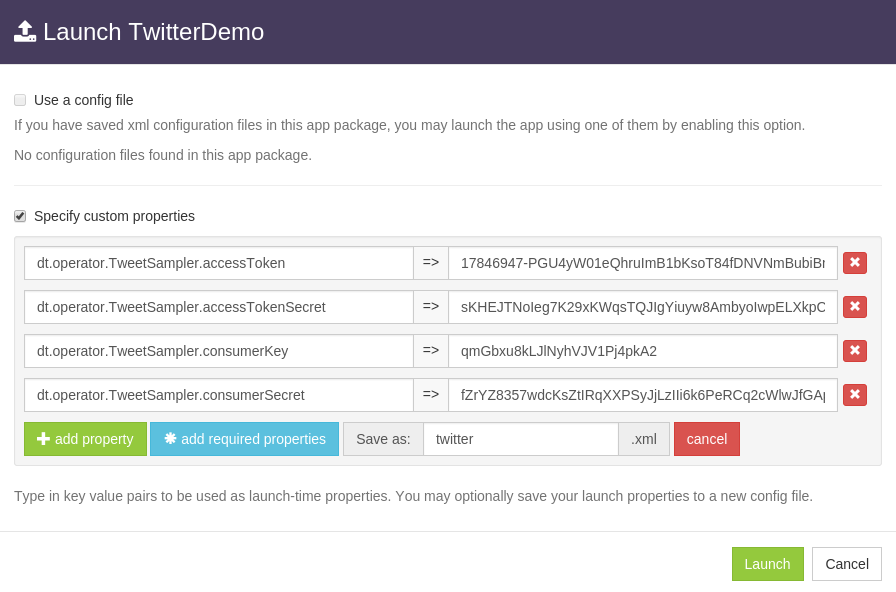 Launch TwitterDemo
Use a config file
If you have saved xml configuration files in this app package, you may launch the app using one of them by enabling this option.
No configuration files found in this app package.
Specify custom properties
dt.operator.TweetSampler.accessToken => 17846947-PGU4yW01eQhruImB1bKsoT84fDNVNmBubiBr
dt.operator.TweetSampler.accessTokenSecret => sKHEJTNoIeg7K29xKWqsTQJIgYiuyw8AmbyoIwpELXkpC
dt.operator.TweetSampler.consumerKey => qmGbxu8kLJlNyhVJV1Pj4pkA2
dt.operator.TweetSampler.consumerSecret => fZrYZ8357wdcKsZtIRqXXPSyJjLzIIi6k6PeRCq2cWlwJfGAp
add property add required properties Save as: twitter .xml cancel
Type in key value pairs to be used as launch-time properties. You may optionally save your launch properties to a new config file.
Launch Cancel